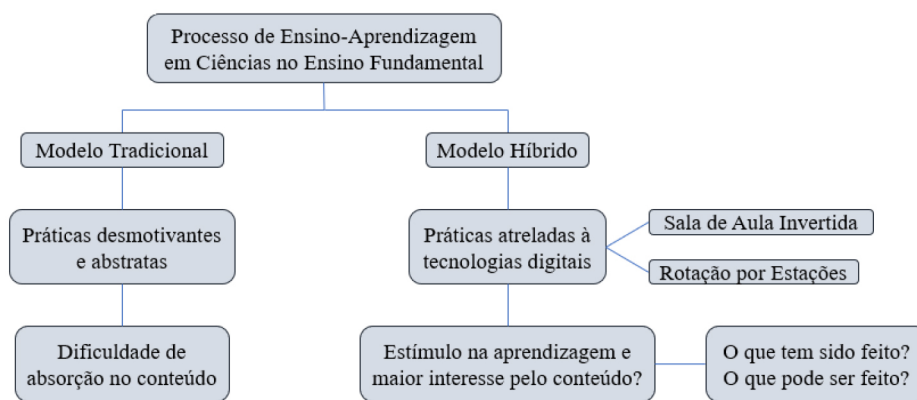 Processo de Ensino-Aprendizagem
em Ciências no Ensino Fundamental
Modelo Tradicional
Modelo Híbrido
Práticas desmotivantes
e abstratas
Práticas atreladas à
tecnologias digitais
Sala de Aula Invertida
Rotação por Estações
Dificuldade de
absorção no conteúdo
Estímulo na aprendizagem e
maior interesse pelo conteúdo?
O que tem sido feito?
O que pode ser feito?